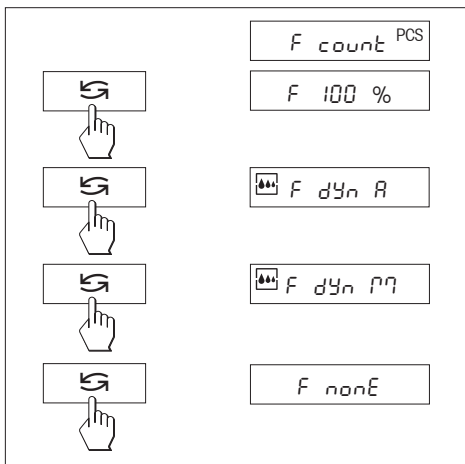 F count PCS
F 100 %
F dyn A
F dyn M
F nonE